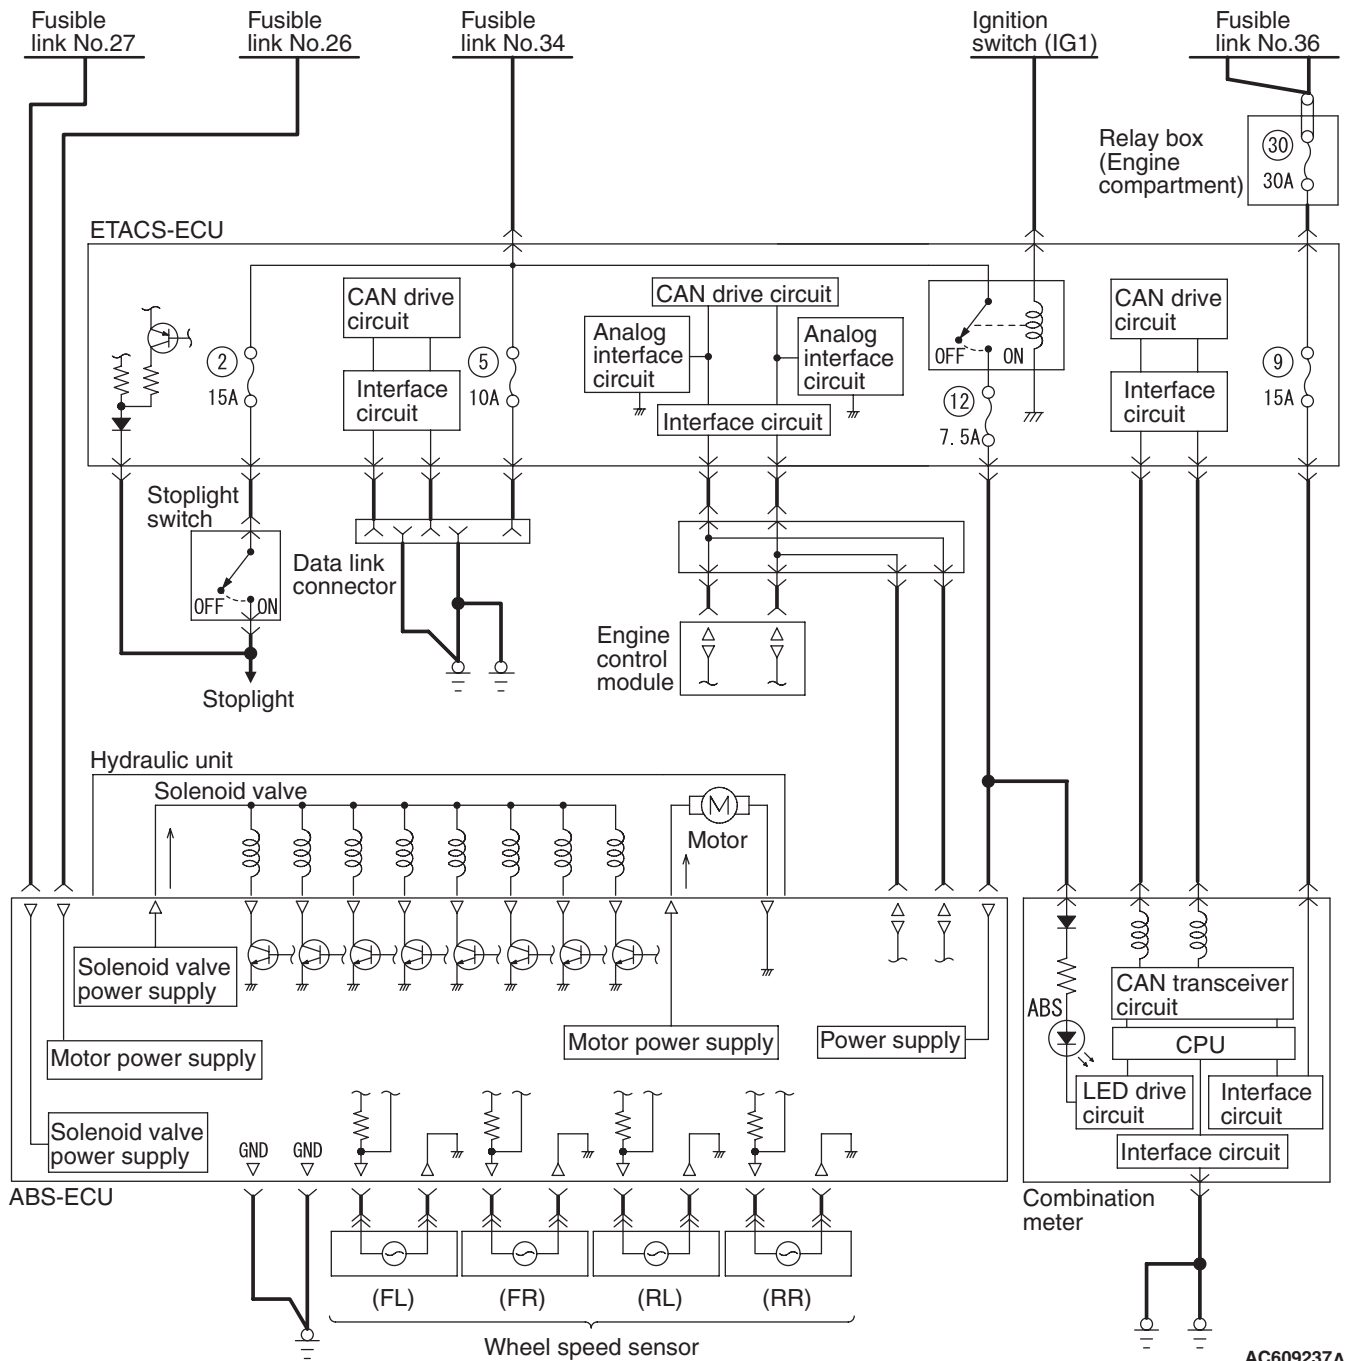 Fusible
link No.27
Fusible
link No.26
Fusible
link No.34
Ignition
switch (IG1)
Fusible
link No.36
Relay box
(Engine
compartment)
30
30A
ETACS-ECU
CAN drive
circuit
Interface
circuit
2
15A
5
10A
CAN drive circuit
Analog
interface
circuit
Analog
interface
circuit
Interface circuit
OFF
ON
12
7.5A
CAN drive
circuit
Interface
circuit
9
15A
Stoplight
switch
OFF
ON
Data link
connector
Stoplight
Engine
control
module
Hydraulic unit
Solenoid valve
M
Motor
Solenoid valve
power supply
Motor power supply
Motor power supply
Power supply
Solenoid valve
power supply
GND
GND
ABS-ECU
ABS
CAN transceiver
circuit
CPU
LED drive
circuit
Interface
circuit
Interface circuit
Combination
meter
(FL)
(FR)
(RL)
(RR)
Wheel speed sensor
AC609237A